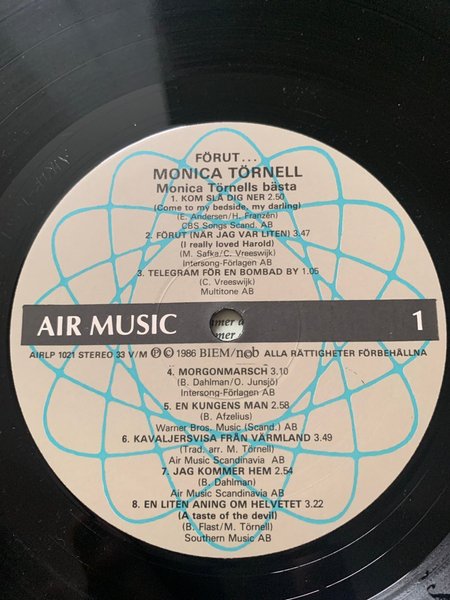 FÖRUT...
MONICA TÖRNELL
Monica Törnells bästa
1. KOM SLÅ DIG NER 2.50
(Come to my bedside, my darling)
(E. Andersen/H. Franzén)
CBS Songs Scand. AB
2. FÖRUT (NÄR JAG VAR LITEN) 3.47
(I really loved Harold)
(M. Safka/C. Vreeswijk)
Intersong-Förlagen AB
3. TELEGRAM FÖR EN BOMBAD BY 1.05
(C. Vreeswijk)
Multitone AB
AIR MUSIC 1
AIRLP 1021 STEREO 33 V/M ℗ © 1986 BIEM/ncb ALLA RÄTTIGHETER FÖRBEHÅLLNA
4. MORGONMARSCH 3.10
(B. Dahlman/O. Junsjö)
Intersong-Förlagen AB
5. EN KUNGENS MAN 2.58
(B. Afzelius)
Warner Bros. Music (Scand.) AB
6. KAVALJERSVISA FRÅN VÄRMLAND 3.49
(Trad. arr. M. Törnell)
Air Music Scandinavia AB
7. JAG KOMMER HEM 2.54
(B. Dahlman)
Air Music Scandinavia AB
8. EN LITEN ANING OM HELVETET 3.22
(A taste of the devil)
(B. Flast/M. Törnell)
Southern Music AB